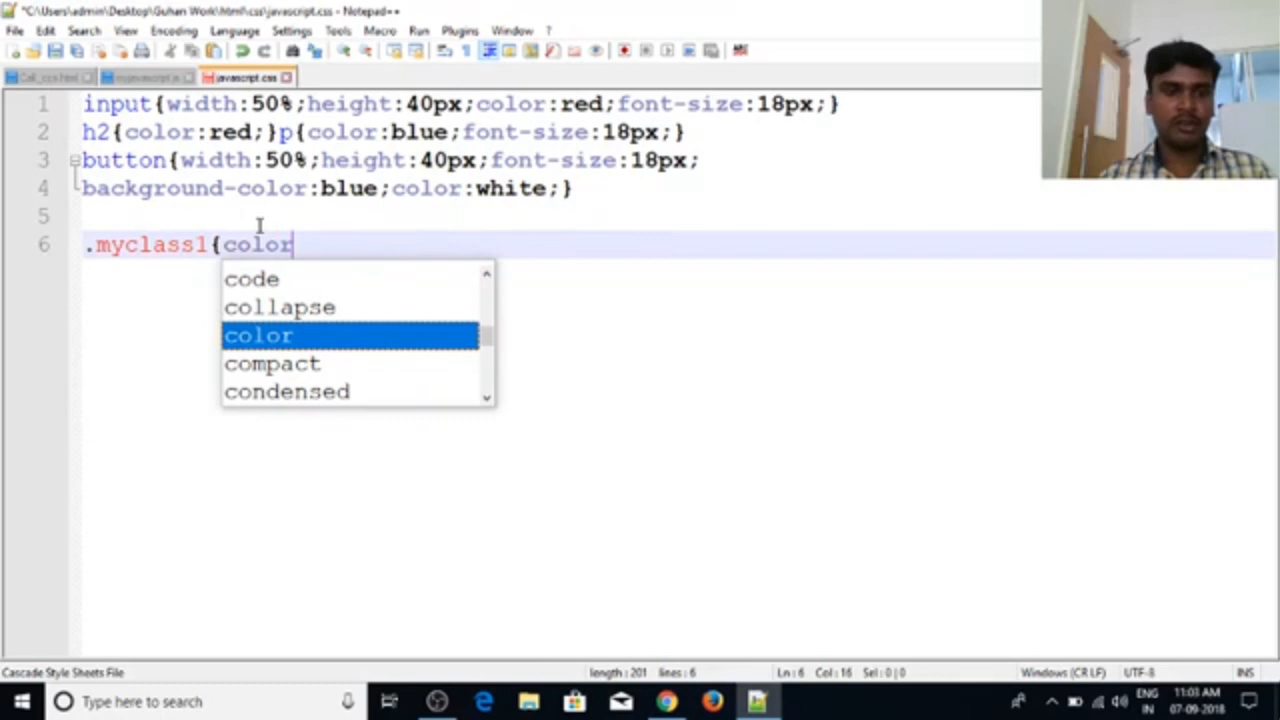 *C:\Users\admin\Desktop\Guhan Work\html\css\javascript.css - Notepad++
File Edit Search View Encoding Language Settings Tools Macro Run Plugins Window ?
Call_ccs.html myjavascript.js javascript.css
1 input{width:50%;height:40px;color:red;font-size:18px;}
2 h2{color:red;}p{color:blue;font-size:18px;}
3 button{width:50%;height:40px;font-size:18px;
4 background-color:blue;color:white;}
5
6 .myclass1{color
code
collapse
color
compact
condensed
Cascade Style Sheets File length : 201 lines : 6 Ln : 6 Col : 16 Sel : 0 | 0 Windows (CR LF) UTF-8 INS
Type here to search
ENG 11:03 AM
IN 07-09-2018